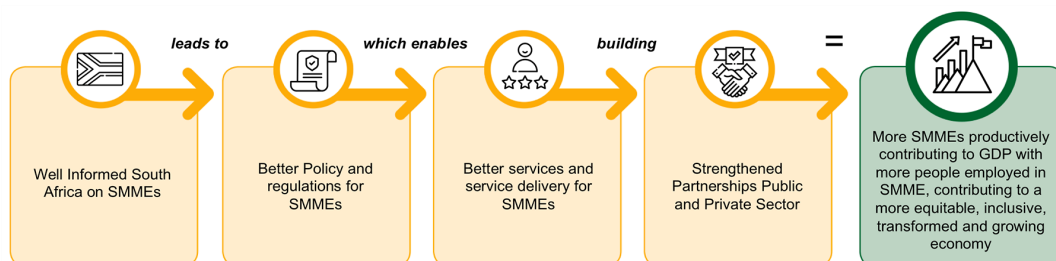 leads to
which enables
building
=
Well Informed South
Africa on SMMEs
Better Policy and
regulations for
SMMEs
Better services and
service delivery for
SMMEs
Strengthened
Partnerships Public
and Private Sector
More SMMEs productively
contributing to GDP with
more people employed in
SMME, contributing to a
more equitable, inclusive,
transformed and growing
economy